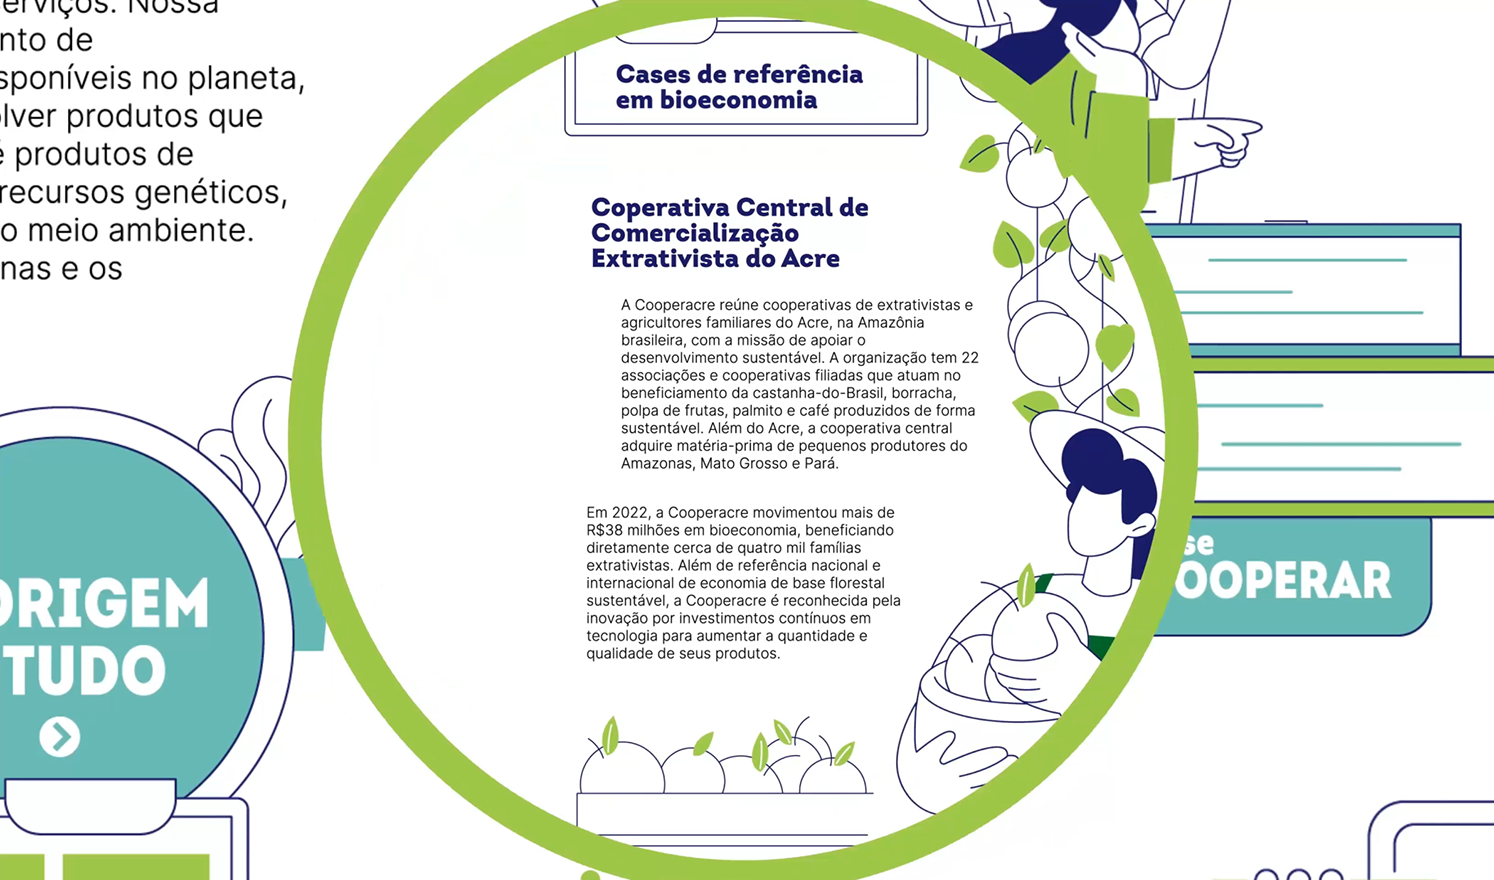 serviços. Nossa
nto de
sponíveis no planeta,
lver produtos que
é produtos de
recursos genéticos,
o meio ambiente.
nas e os
Cases de referência
em bioeconomia
Coperativa Central de
Comercialização
Extrativista do Acre
A Cooperacre reúne cooperativas de extrativistas e
agricultores familiares do Acre, na Amazônia
brasileira, com a missão de apoiar o
desenvolvimento sustentável. A organização tem 22
associações e cooperativas filiadas que atuam no
beneficiamento da castanha-do-Brasil, borracha,
polpa de frutas, palmito e café produzidos de forma
sustentável. Além do Acre, a cooperativa central
adquire matéria-prima de pequenos produtores do
Amazonas, Mato Grosso e Pará.
Em 2022, a Cooperacre movimentou mais de
R$38 milhões em bioeconomia, beneficiando
diretamente cerca de quatro mil famílias
extrativistas. Além de referência nacional e
internacional de economia de base florestal
sustentável, a Cooperacre é reconhecida pela
inovação por investimentos contínuos em
tecnologia para aumentar a quantidade e
qualidade de seus produtos.
ORIGEM
TUDO
se
OOPERAR